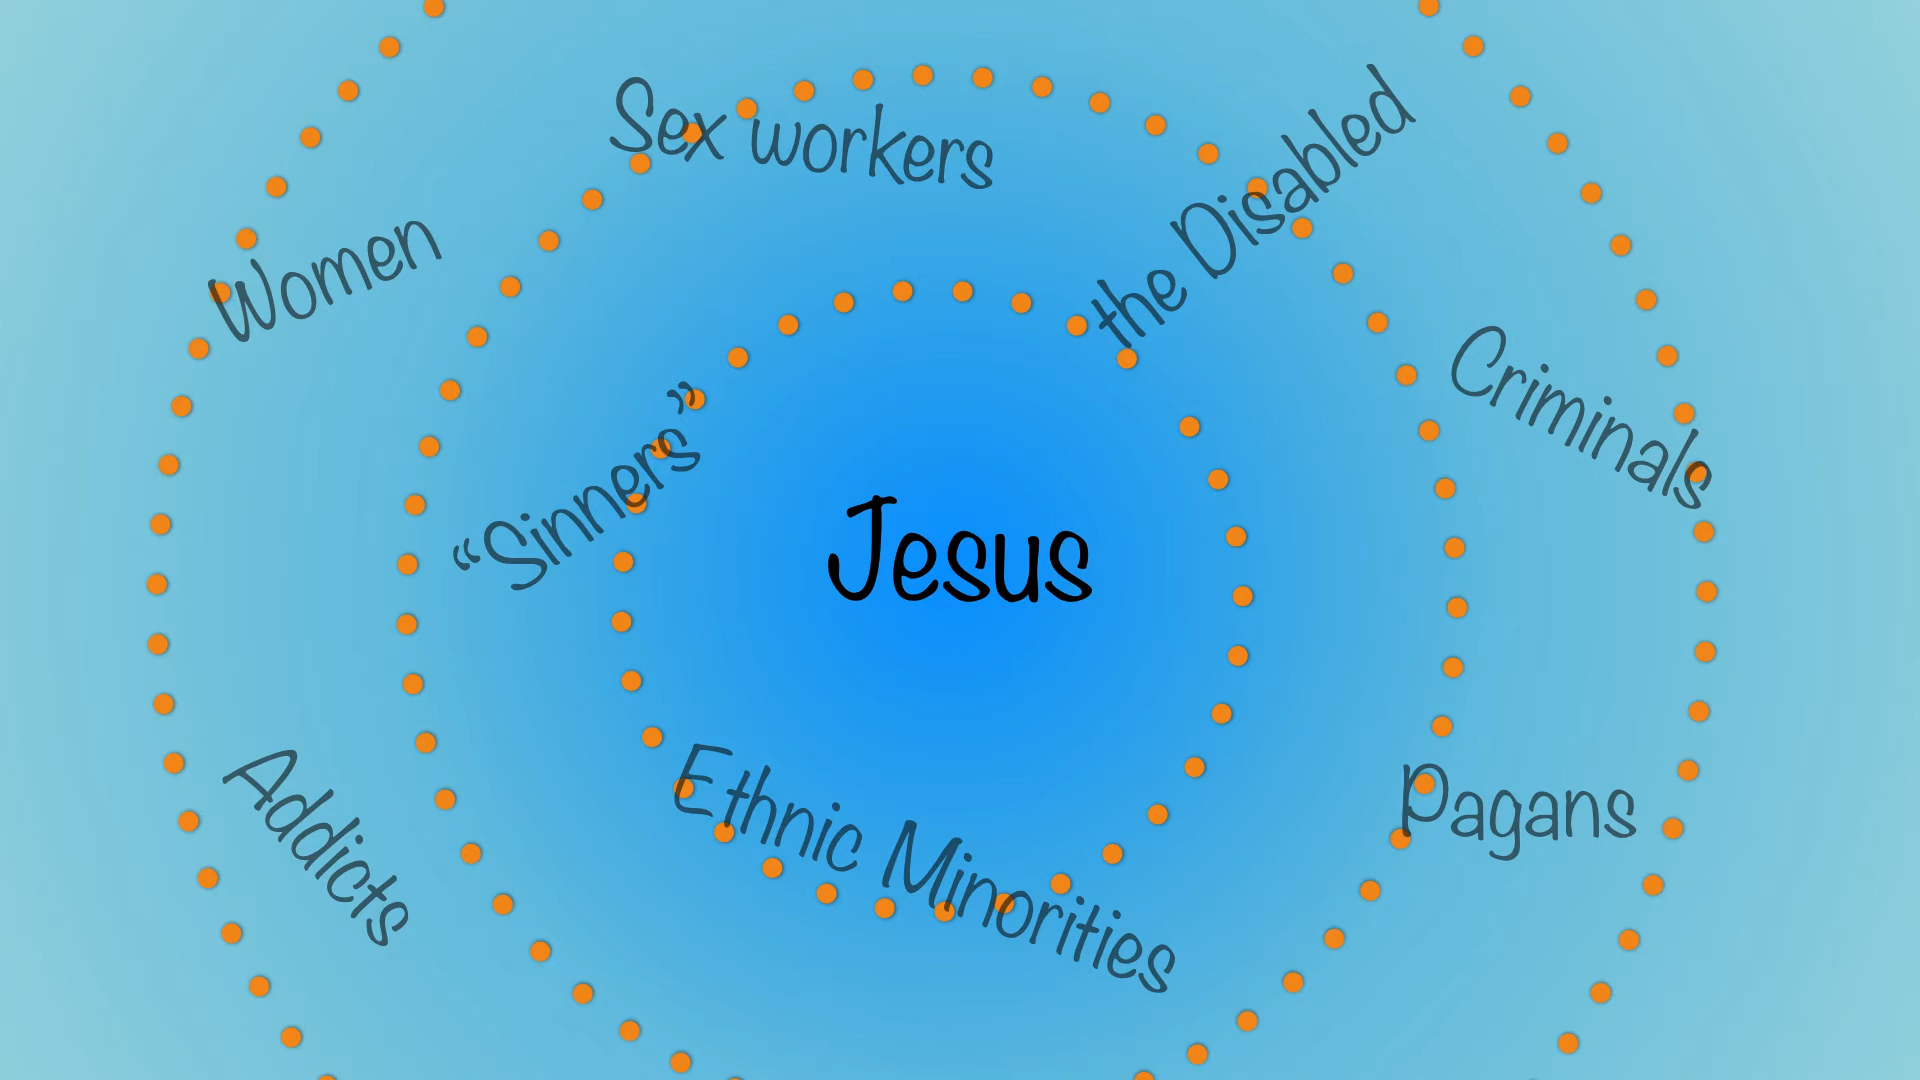 Sex workers
the Disabled
Women
Criminals
“Sinners”
Jesus
Ethnic Minorities
Pagans
Addicts